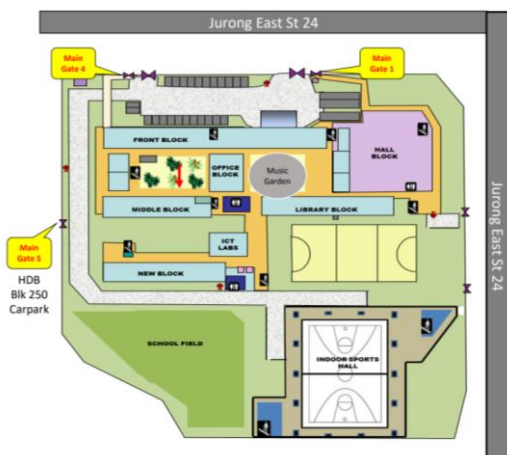 Jurong East St 24
Main
Gate 4
Main
Gate 1
FRONT BLOCK
HALL
BLOCK
OFFICE
BLOCK
Music
Garden
MIDDLE BLOCK
LIBRARY BLOCK
Jurong East St 24
Main
Gate 5
HDB
Blk 250
Carpark
ICT
LABS
NEW BLOCK
SCHOOL FIELD
INDOOR SPORTS
HALL